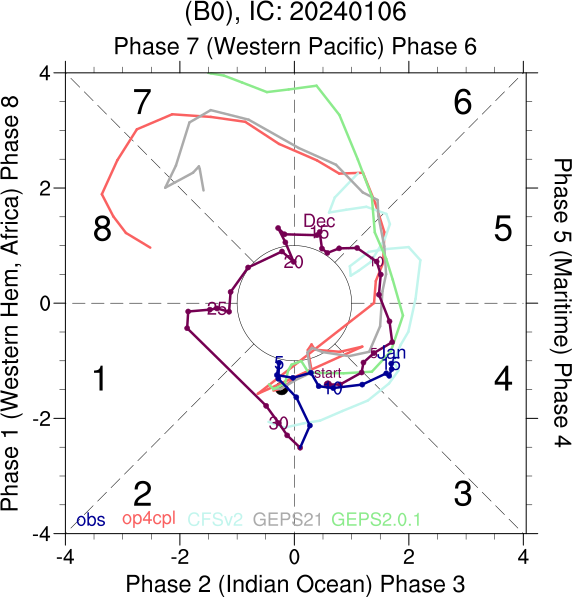 (B0), IC: 20240106
Phase 7 (Western Pacific) Phase 6
4
7
6
Phase 1 (Western Hem, Africa) Phase 8
Phase 5 (Maritime) Phase 4
2
8
Dec
15
5
20
10
0
25
5
Jan
5
15
start
10
1
4
-2
30
2
3
obs
op4cpl
CFSv2
GEPS21
GEPS2.0.1
-4
-4
-2
0
2
4
Phase 2 (Indian Ocean) Phase 3